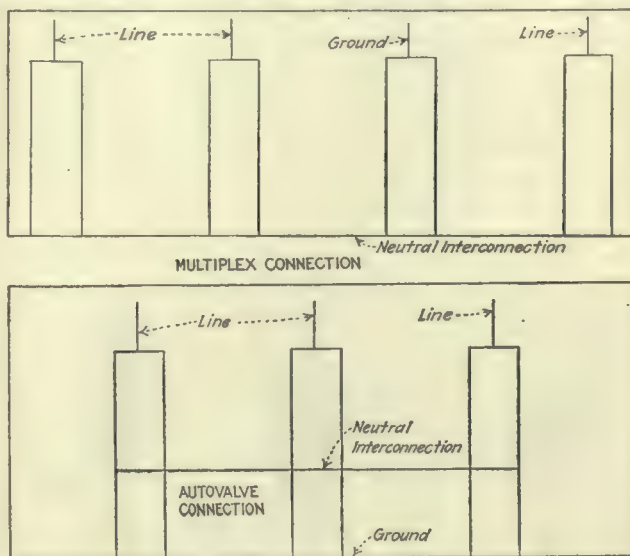 Line
Ground
Line
Neutral Interconnection
MULTIPLEX CONNECTION
Line
Line
Neutral
Interconnection
AUTOVALVE
CONNECTION
Ground